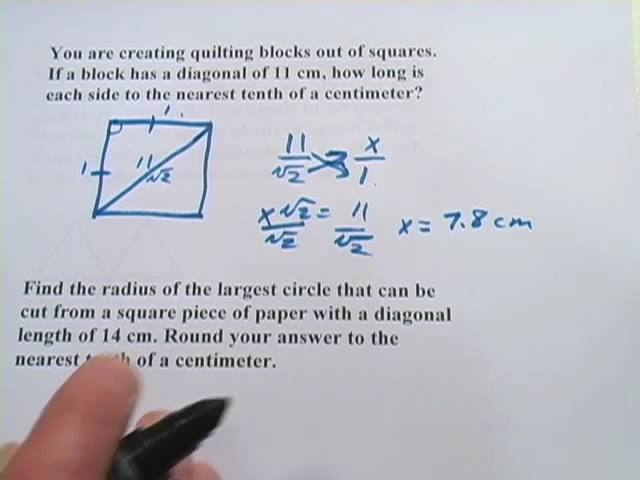 You are creating quilting blocks out of squares.
If a block has a diagonal of 11 cm, how long is
each side to the nearest tenth of a centimeter?
1
1
11
√2
11 x
√2 1
x√2 = 11
√2 √2
x = 7.8 cm
Find the radius of the largest circle that can be
cut from a square piece of paper with a diagonal
length of 14 cm. Round your answer to the
nearest of a centimeter.